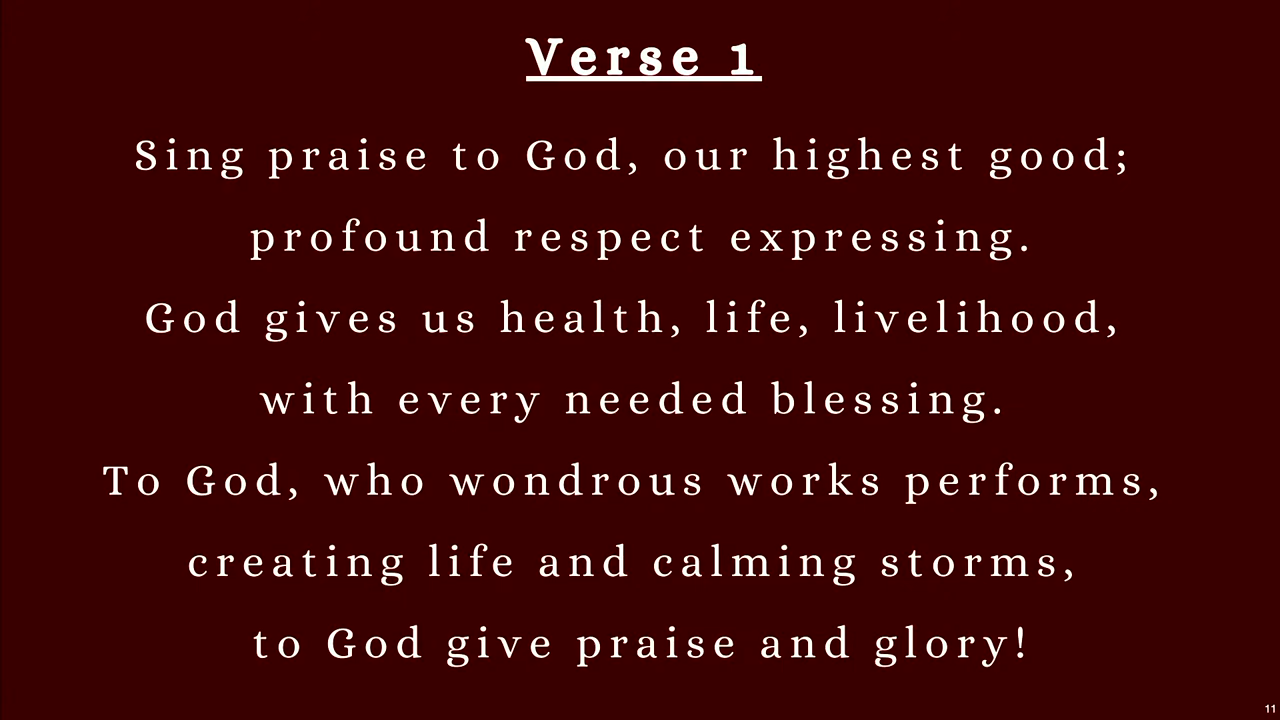 Verse 1
Sing praise to God, our highest good;
profound respect expressing.
God gives us health, life, livelihood,
with every needed blessing.
To God, who wondrous works performs,
creating life and calming storms,
to God give praise and glory!
11